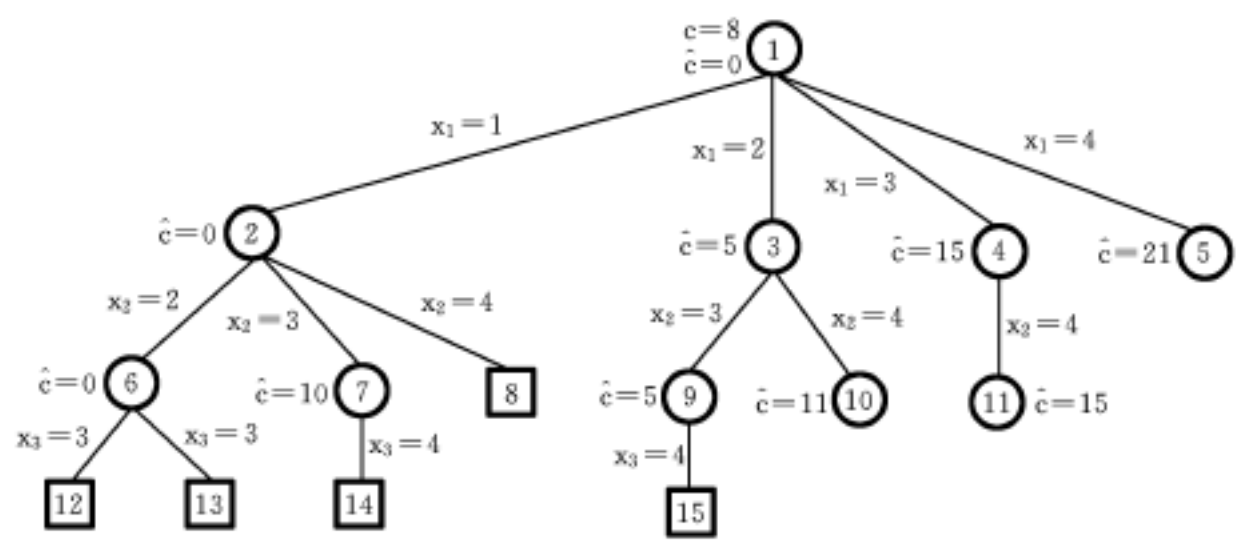 c=8
ĉ=0 1
x₁=1
x₁=2
x₁=3
x₁=4
ĉ=0 2
ĉ=5 3
ĉ=15 4
ĉ=21 5
x₂=2
x₂=3
x₂=4
x₂=3
x₂=4
x₂=4
ĉ=0 6
ĉ=10 7
8
ĉ=5 9
ĉ=11 10
11 ĉ=15
x₃=3
x₃=3
x₃=4
x₃=4
12
13
14
15